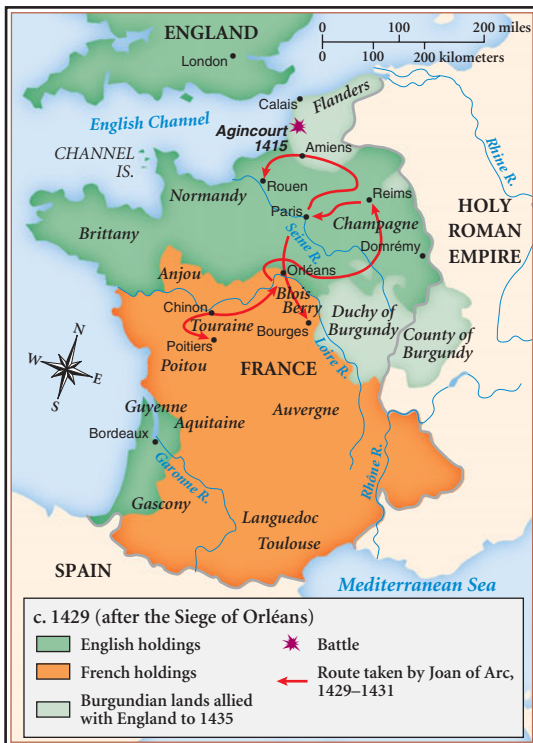 ENGLAND
London
0 100 200 miles
0 100 200 kilometers
Calais
Flanders
English Channel
Agincourt
1415
CHANNEL
IS.
Amiens
Rhine R.
Normandy
Rouen
Reims
Paris
Champagne
HOLY
ROMAN
EMPIRE
Brittany
Seine R.
Domrémy
Anjou
Orléans
Blois
Berry
Chinon
Touraine
Bourges
Duchy of
Burgundy
County of
Burgundy
Loire R.
N
W
E
S
Poitiers
Poitou
FRANCE
Guyenne
Aquitaine
Auvergne
Bordeaux
Garonne R.
Rhône R.
Gascony
Languedoc
Toulouse
SPAIN
Mediterranean Sea
c. 1429 (after the Siege of Orléans)
English holdings
French holdings
Burgundian lands allied
with England to 1435
Battle
Route taken by Joan of Arc,
1429–1431